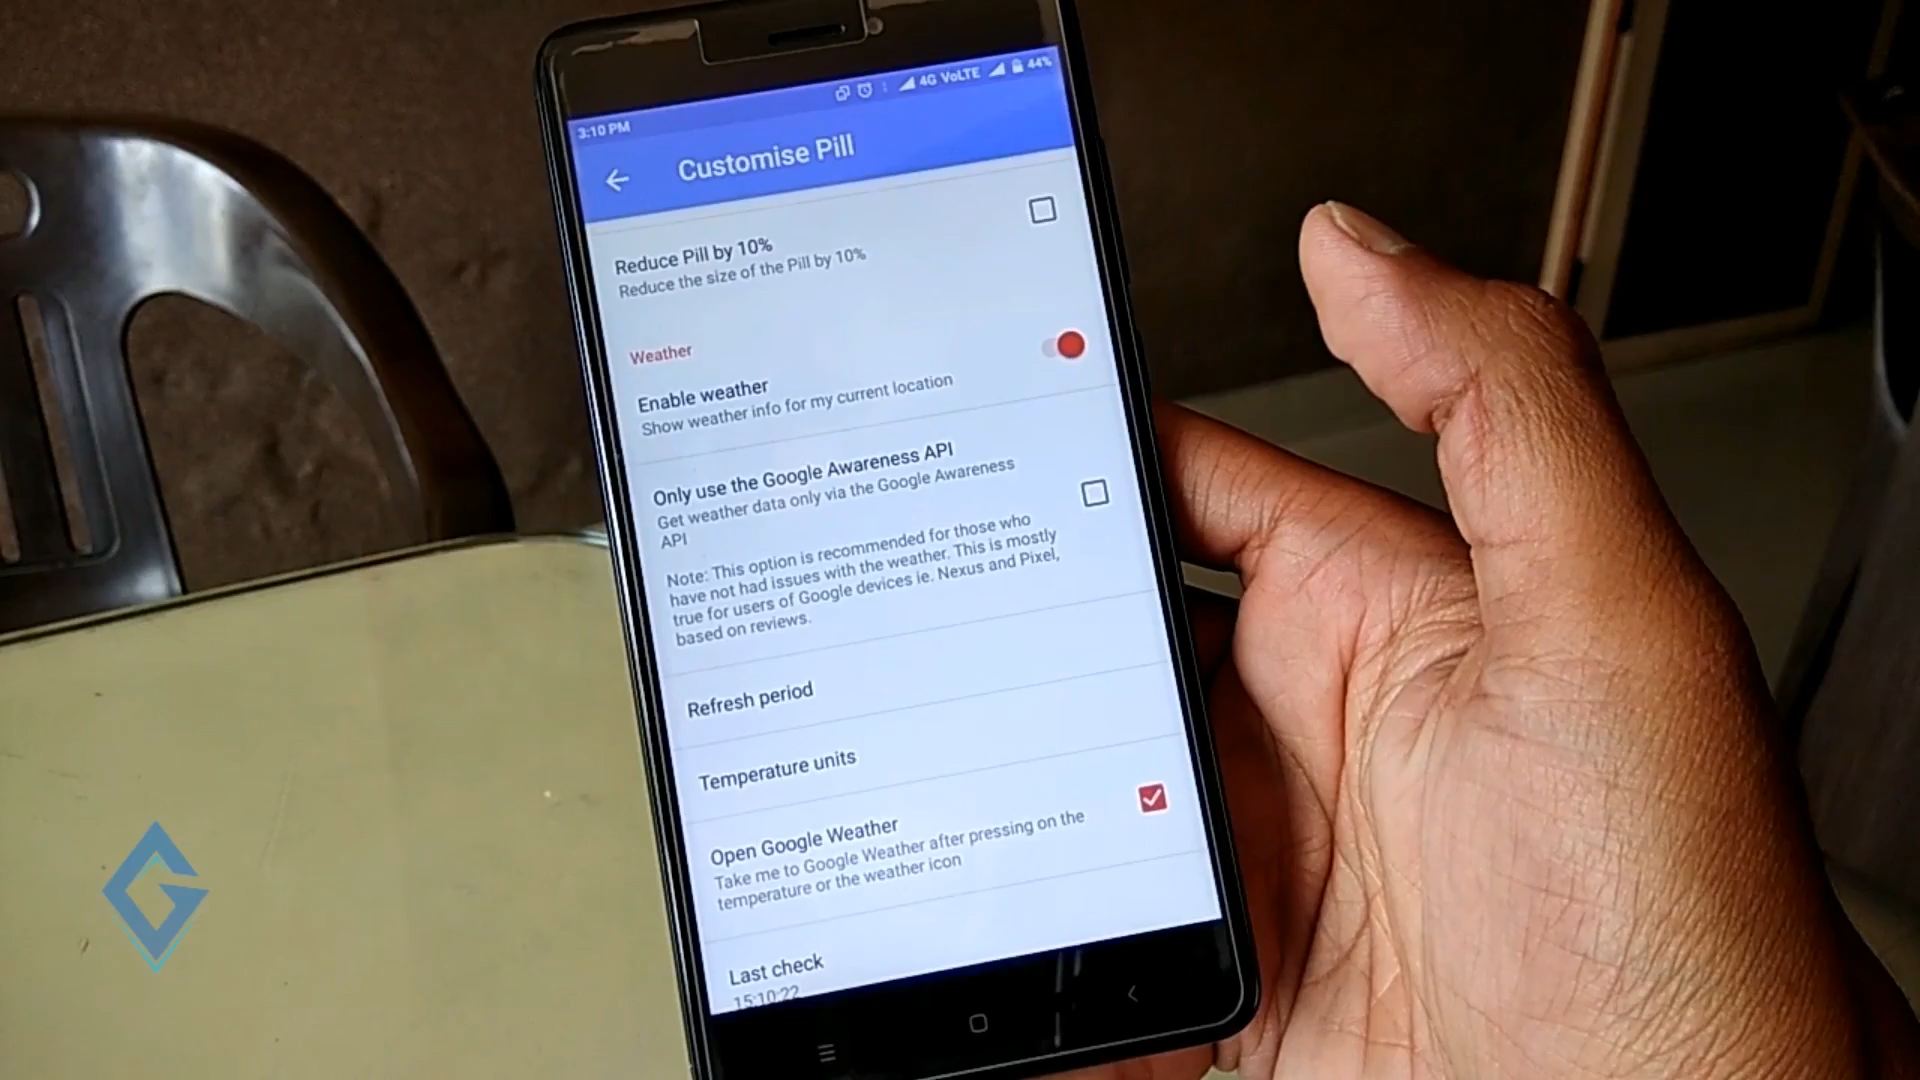 3:10 PM 4G VoLTE 44%
Customise Pill
Reduce Pill by 10%
Reduce the size of the Pill by 10%
Weather
Enable weather
Show weather info for my current location
Only use the Google Awareness API
Get weather data only via the Google Awareness
API
Note: This option is recommended for those who
have not had issues with the weather. This is mostly
true for users of Google devices ie. Nexus and Pixel,
based on reviews.
Refresh period
Temperature units
Open Google Weather
Take me to Google Weather after pressing on the
temperature or the weather icon
Last check
15:10:22